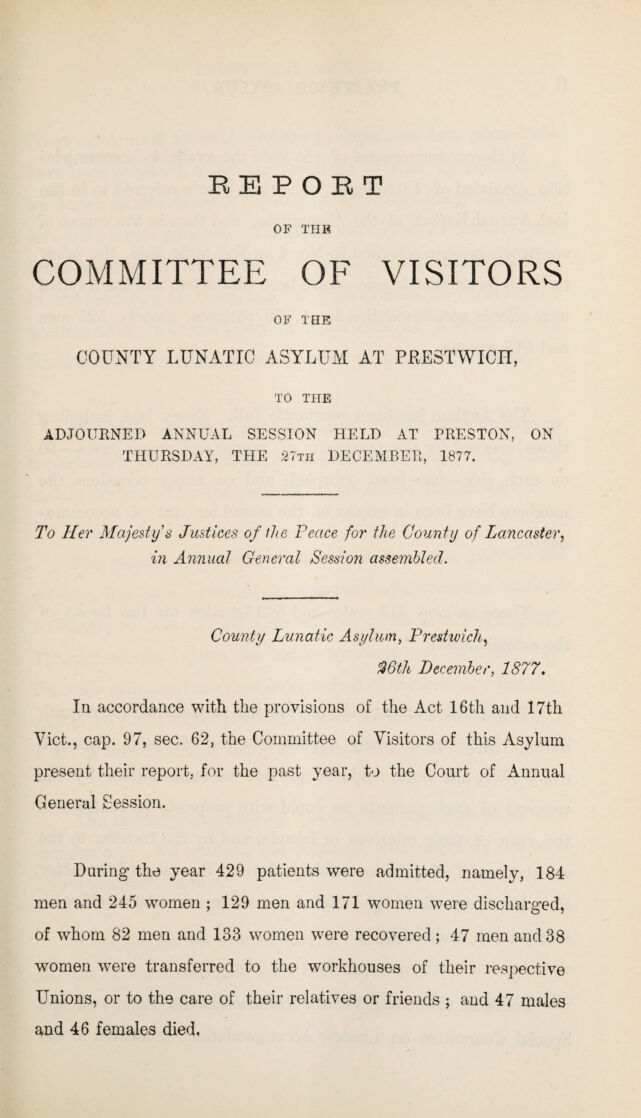 REPORT
OF THE
COMMITTEE OF VISITORS
OF THE
COUNTY LUNATIC ASYLUM AT PRESTWICH,
TO THE
ADJOURNED ANNUAL SESSION HELD AT PRESTON, ON
THURSDAY, THE 27TH DECEMBER, 1877.
To Her Majesty's Justices of the Peace for the County of Lancaster,
in Annual General Session assembled.
County Lunatic Asylum, Prestwich,
26th December, 1877.
In accordance with the provisions of the Act 16th and 17th
Vict., cap. 97, sec. 62, the Committee of Visitors of this Asylum
present their report, for the past year, to the Court of Annual
General Session.
During the year 429 patients were admitted, namely, 184
men and 245 women ; 129 men and 171 women were discharged,
of whom 82 men and 133 women were recovered ; 47 men and 38
women were transferred to the workhouses of their respective
Unions, or to the care of their relatives or friends ; and 47 males
and 46 females died.